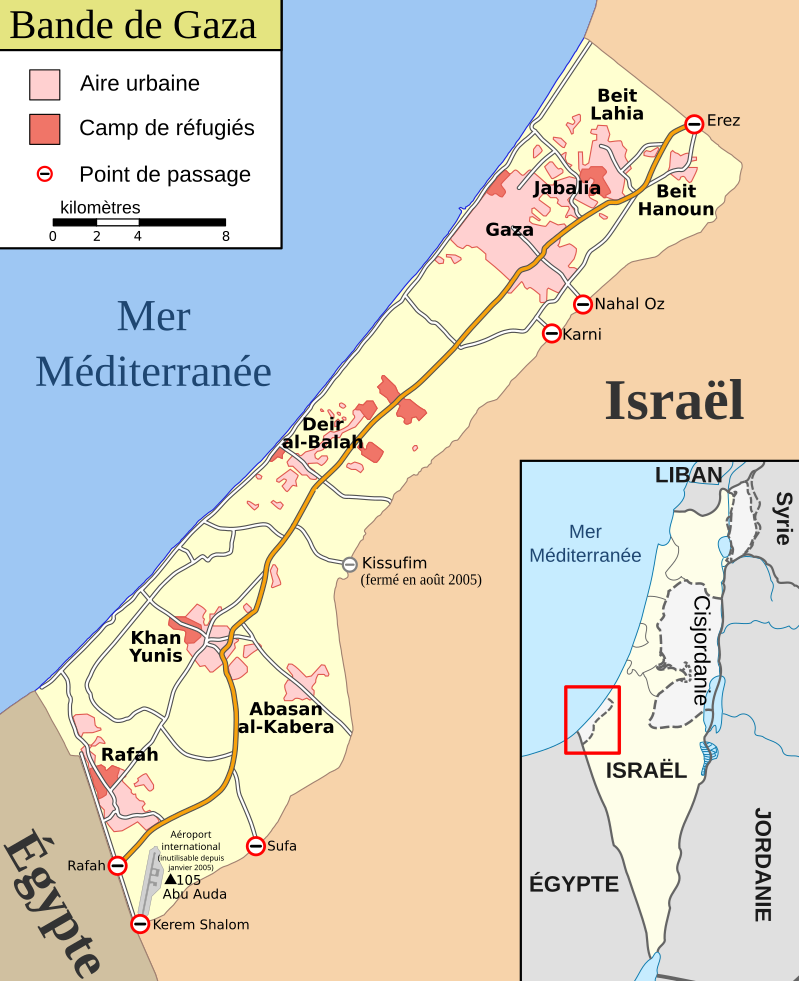 Bande de Gaza
Aire urbaine
Camp de réfugiés
Point de passage
kilomètres
0 2 4 8
Mer
Méditerranée
Beit
Lahia
Erez
Jabalia
Beit
Hanoun
Gaza
Nahal Oz
Karni
Israël
Deir
al-Balah
Kissufim
(fermé en août 2005)
Khan
Yunis
Abasan
al-Kabera
Rafah
Aéroport
international
(inutilisable depuis
janvier 2005)
105
Abu Auda
Sufa
Rafah
Kerem Shalom
Égypte
LIBAN
Syrie
Mer
Méditerranée
Cisjordanie
ISRAËL
ÉGYPTE
JORDANIE